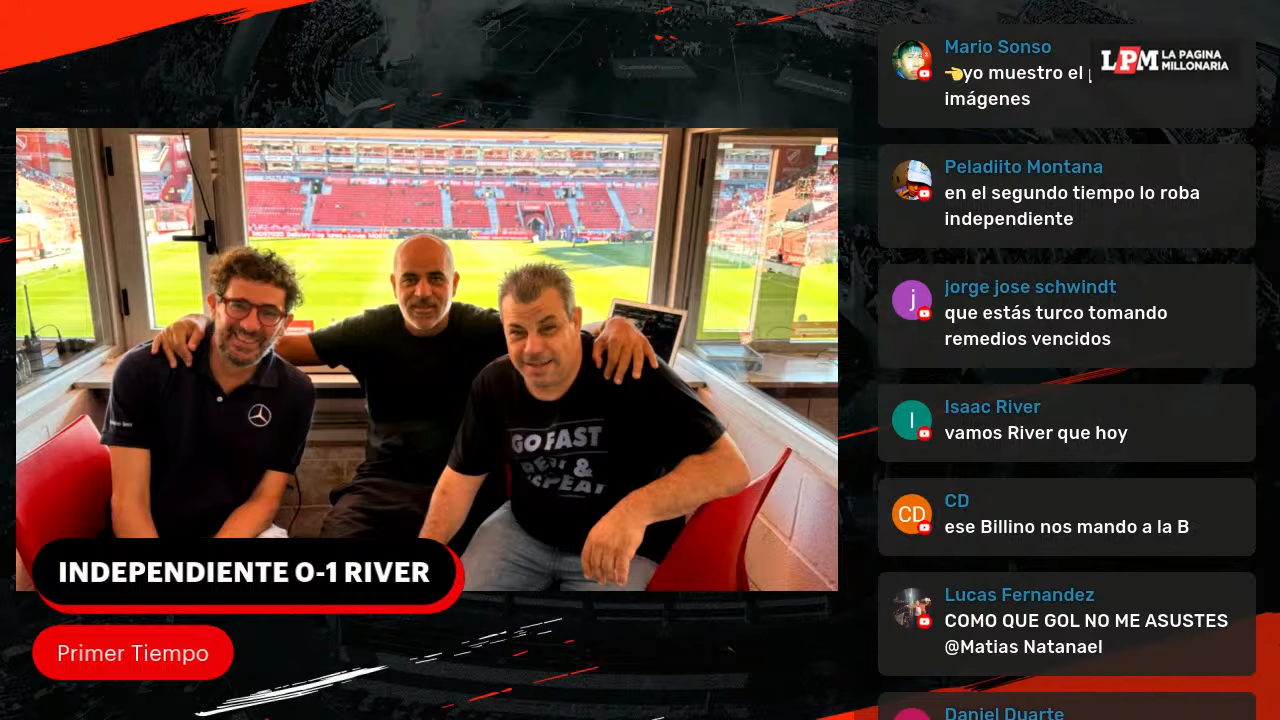 Mario Sonso
👈yo muestro el
imágenes
LPM LA PAGINA
MILLONARIA
Peladiito Montana
en el segundo tiempo lo roba
independiente
jorge jose schwindt
que estás turco tomando
remedios vencidos
Isaac River
vamos River que hoy
CD
CD
ese Billino nos mando a la B
Lucas Fernandez
COMO QUE GOL NO ME ASUSTES
@Matias Natanael
Daniel Duarte
GO FAST
& 
INDEPENDIENTE 0-1 RIVER
Primer Tiempo